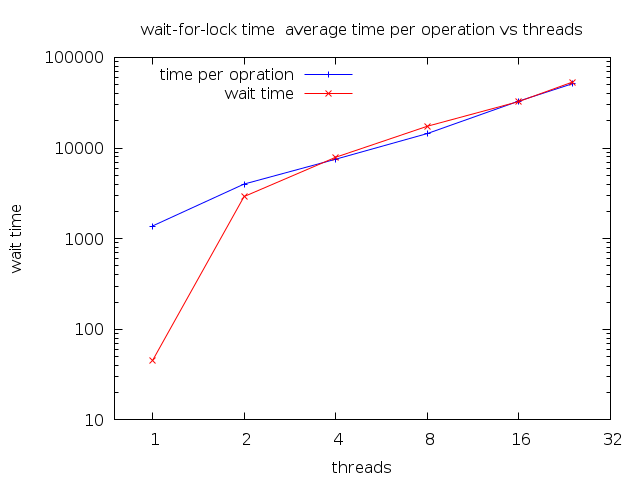 wait-for-lock time  average time per operation vs threads
100000
10000
1000
100
10
wait time
time per opration
wait time
1 2 4 8 16 32
threads